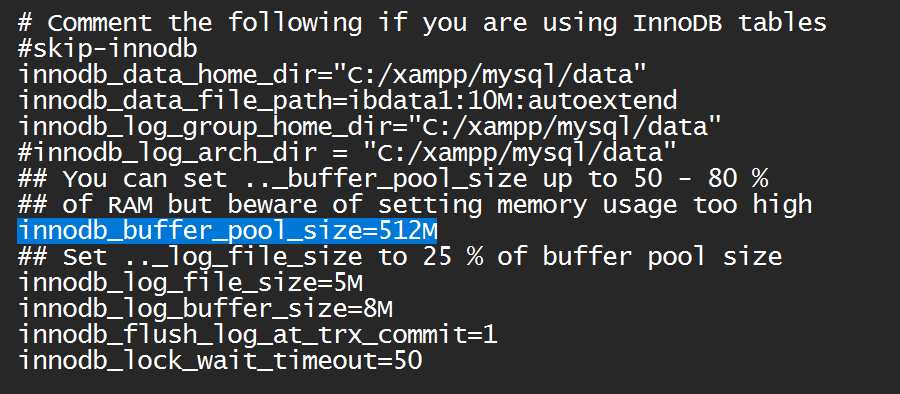 # Comment the following if you are using InnoDB tables
#skip-innodb
innodb_data_home_dir="C:/xampp/mysql/data"
innodb_data_file_path=ibdata1:10M:autoextend
innodb_log_group_home_dir="C:/xampp/mysql/data"
#innodb_log_arch_dir = "C:/xampp/mysql/data"
## You can set .._buffer_pool_size up to 50 - 80 %
## of RAM but beware of setting memory usage too high
innodb_buffer_pool_size=512M
## Set .._log_file_size to 25 % of buffer pool size
innodb_log_file_size=5M
innodb_log_buffer_size=8M
innodb_flush_log_at_trx_commit=1
innodb_lock_wait_timeout=50